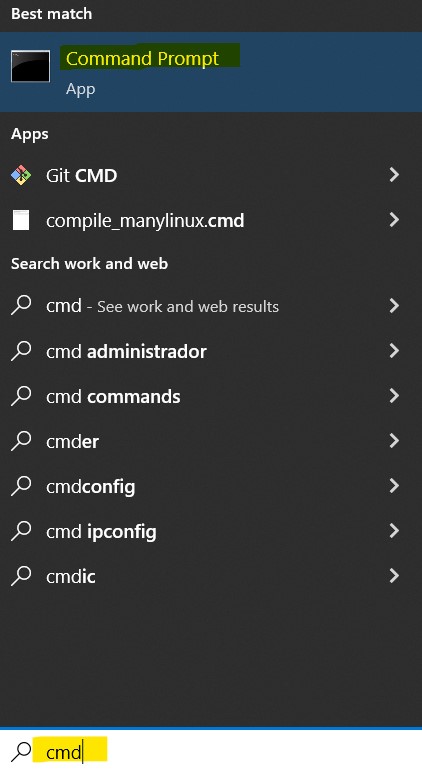 Best match
Command Prompt
App
Apps
Git CMD
compile_manylinux.cmd
Search work and web
cmd - See work and web results
cmd administrador
cmd commands
cmder
cmdconfig
cmd ipconfig
cmdic
cmd